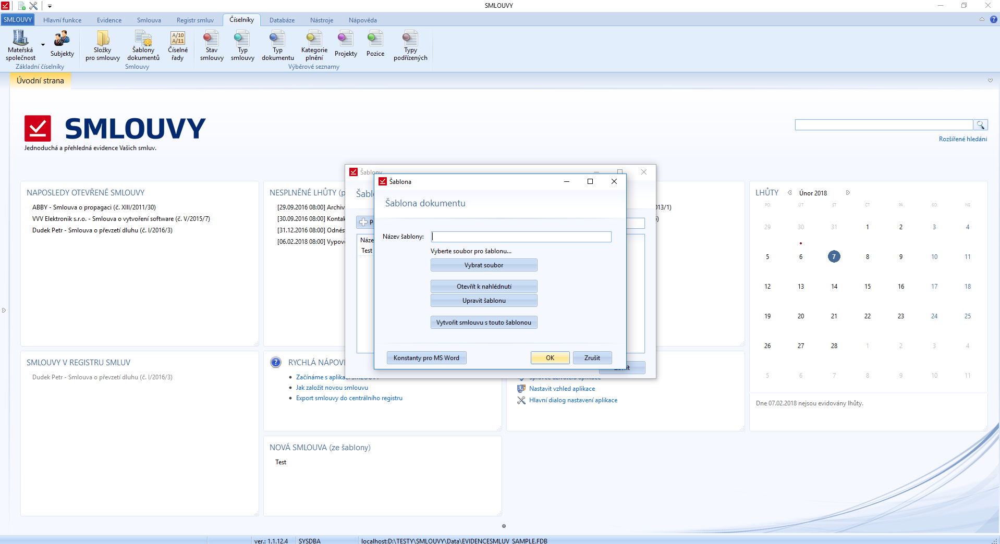 SMLOUVY
SMLOUVY Hlavní funkce Evidence Smlouva Registr smluv Číselníky Databáze Nástroje Nápověda
Mateřská společnost
Subjekty
Základní číselníky
Složky pro smlouvy
Šablony dokumentů
A/10
A/11
Číselné řady
Smlouvy
Stav smlouvy
Typ smlouvy
Typ dokumentu
Kategorie plnění
Projekty
Pozice
Typy podřízených
Výběrové seznamy
Úvodní strana
SMLOUVY
Jednoduchá a přehledná evidence Vašich smluv.
Rozšířené hledání
NAPOSLEDY OTEVŘENÉ SMLOUVY
ABBY - Smlouva o propagaci (č. XIII/2011/30)
VVV Elektronik s.r.o. - Smlouva o vytvoření software (č. V/2015/7)
Dudek Petr - Smlouva o převzetí dluhu (č. I/2016/3)
NESPLNĚNÉ LHŮTY (p
[29.09.2016 08:00] Archiv
[30.09.2016 08:00] Kontak
[31.12.2016 08:00] Odnés
[06.02.2018 08:00] Vypov
013/1)
Šablony
Šabl
P
Náze
Test
Šablona
Šablona dokumentu
Název šablony:
Vyberte soubor pro šablonu...
Vybrat soubor
Otevřít k nahlédnutí
Upravit šablonu
Vytvořit smlouvu s touto šablonou
Konstanty pro MS Word OK Zrušit
LHŮTY Únor 2018
PO ÚT ST ČT PÁ SO NE
29 30 31 1 2 3 4
5 6 7 8 9 10 11
12 13 14 15 16 17 18
19 20 21 22 23 24 25
26 27 28 1 2 3 4
5 6 7 8 9 10 11
Dne 07.02.2018 nejsou evidovány lhůty.
SMLOUVY V REGISTRU SMLUV
Dudek Petr - Smlouva o převzetí dluhu (č. I/2016/3)
RYCHLÁ NÁPOV
Začínáme s aplikací SMLOUVY
Jak založit novou smlouvu
Export smlouvy do centrálního registru
Nastavit vzhled aplikace
Hlavní dialog nastavení aplikace
NOVÁ SMLOUVA (ze šablony)
Test
ver.: 1.1.12.4 SYSDBA localhost:D:\TESTY\SMLOUVY\Data\EVIDENCESMLUV_SAMPLE.FDB